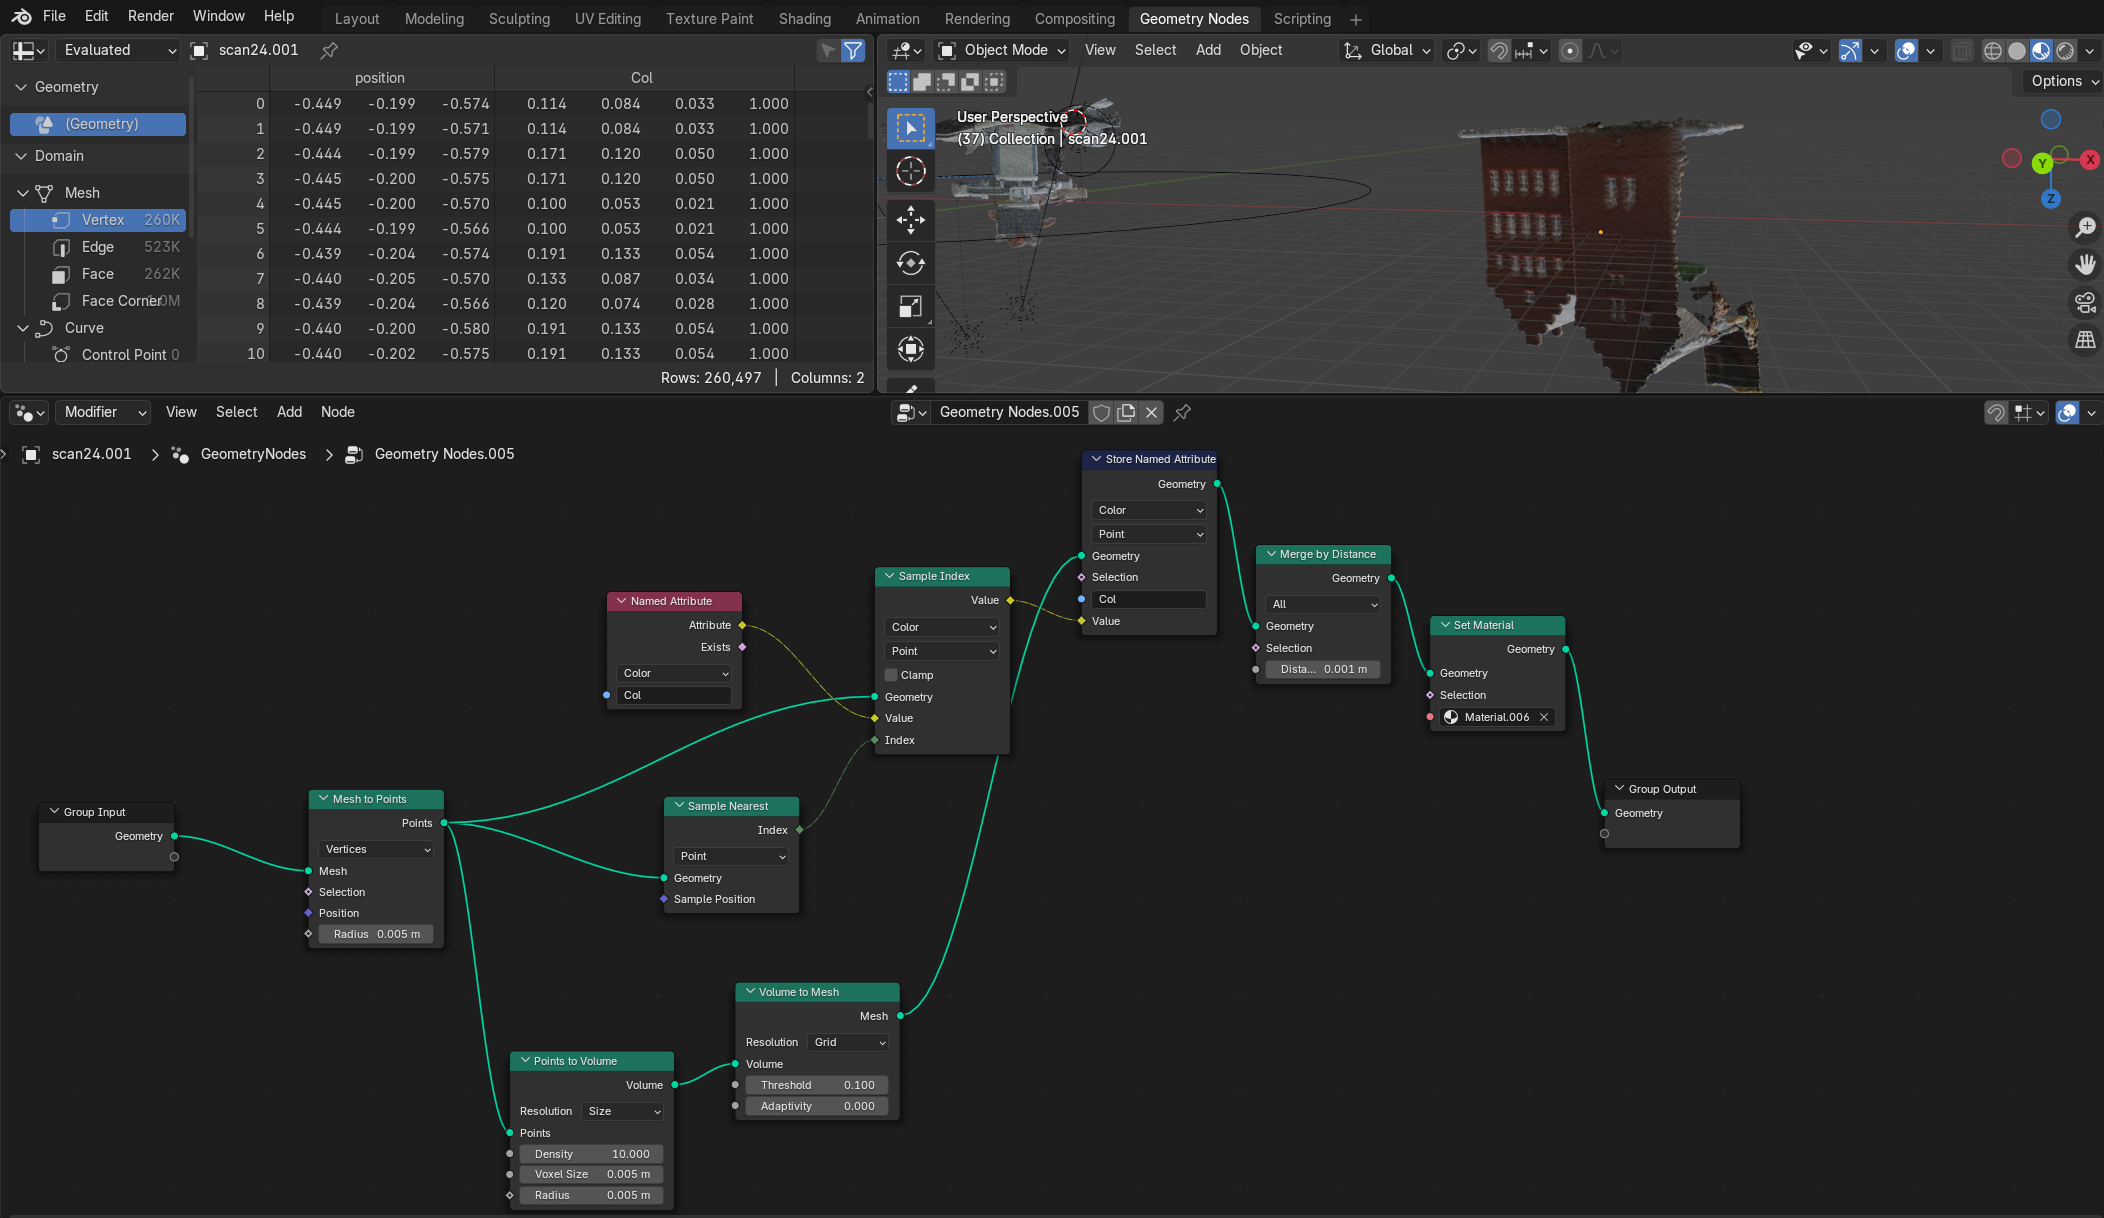 File Edit Render Window Help
Layout Modeling Sculpting UV Editing Texture Paint Shading Animation Rendering Compositing Geometry Nodes Scripting +
Evaluated scan24.001
Geometry
(Geometry)
Domain
Mesh
Vertex 260K
Edge 523K
Face 262K
Face Corner
Curve
Control Point 0
position Col
0 -0.449 -0.199 -0.574 0.114 0.084 0.033 1.000
1 -0.449 -0.199 -0.571 0.114 0.084 0.033 1.000
2 -0.444 -0.199 -0.579 0.171 0.120 0.050 1.000
3 -0.445 -0.200 -0.575 0.171 0.120 0.050 1.000
4 -0.445 -0.200 -0.570 0.100 0.053 0.021 1.000
5 -0.444 -0.199 -0.566 0.100 0.053 0.021 1.000
6 -0.439 -0.204 -0.574 0.191 0.133 0.054 1.000
7 -0.440 -0.205 -0.570 0.133 0.087 0.034 1.000
8 -0.439 -0.204 -0.566 0.120 0.074 0.028 1.000
9 -0.440 -0.200 -0.580 0.191 0.133 0.054 1.000
10 -0.440 -0.202 -0.575 0.191 0.133 0.054 1.000
Rows: 260,497 | Columns: 2
Object Mode View Select Add Object Global
Options
User Perspective
(37) Collection | scan24.001
Y
X
Z
Modifier View Select Add Node
Geometry Nodes.005
scan24.001 > GeometryNodes > Geometry Nodes.005
Group Input
Geometry
Mesh to Points
Points
Vertices
Mesh
Selection
Position
Radius 0.005 m
Named Attribute
Attribute
Exists
Color
Col
Sample Nearest
Index
Point
Geometry
Sample Position
Points to Volume
Volume
Resolution Size
Points
Density 10.000
Voxel Size 0.005 m
Radius 0.005 m
Volume to Mesh
Mesh
Resolution Grid
Volume
Threshold 0.100
Adaptivity 0.000
Sample Index
Value
Color
Point
Clamp
Geometry
Value
Index
Store Named Attribute
Geometry
Color
Point
Geometry
Selection
Col
Value
Merge by Distance
Geometry
All
Geometry
Selection
Dista... 0.001 m
Set Material
Geometry
Geometry
Selection
Material.006
Group Output
Geometry